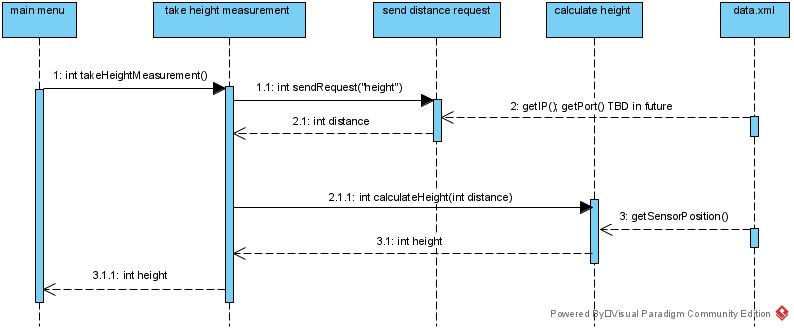 main menu
take height measurement
send distance request
calculate height
data.xml
1: int takeHeightMeasurement()
1.1: int sendRequest("height")
2: getIP(); getPort() TBD in future
2.1: int distance
2.1.1: int calculateHeight(int distance)
3: getSensorPosition()
3.1: int height
3.1.1: int height
Powered By□Visual Paradigm Community Edition